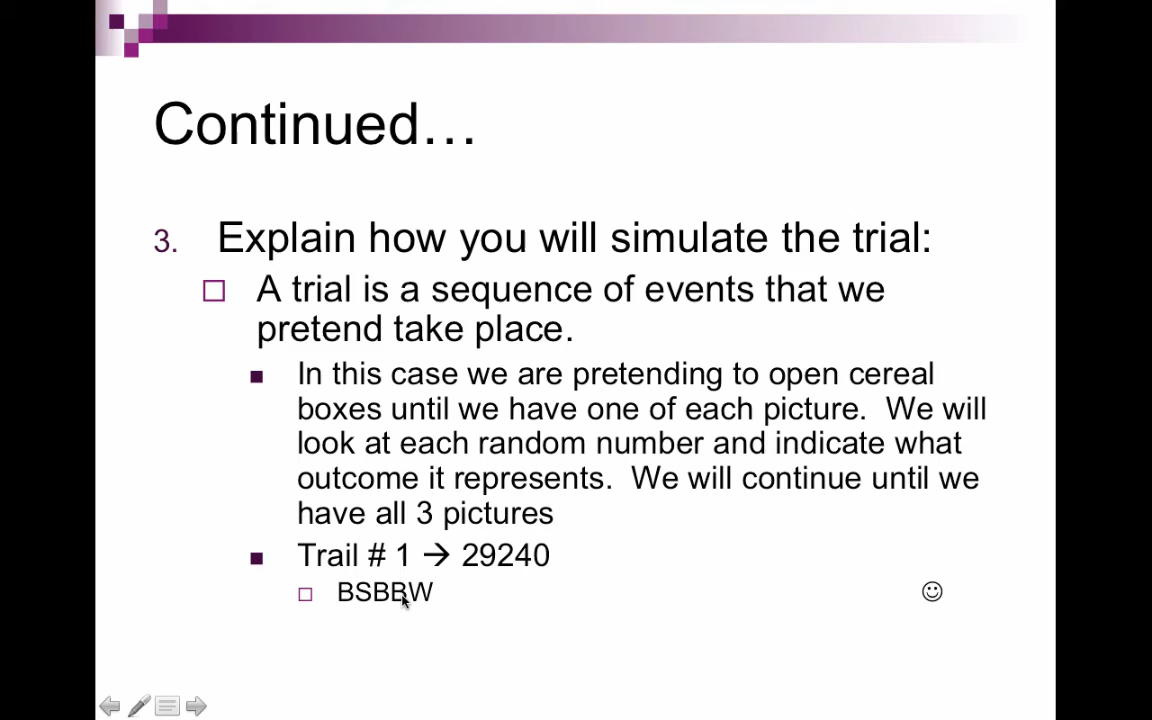 Continued…
3. Explain how you will simulate the trial:
A trial is a sequence of events that we
pretend take place.
In this case we are pretending to open cereal
boxes until we have one of each picture.  We will
look at each random number and indicate what
outcome it represents.  We will continue until we
have all 3 pictures
Trail # 1 → 29240
BSBBW ☺